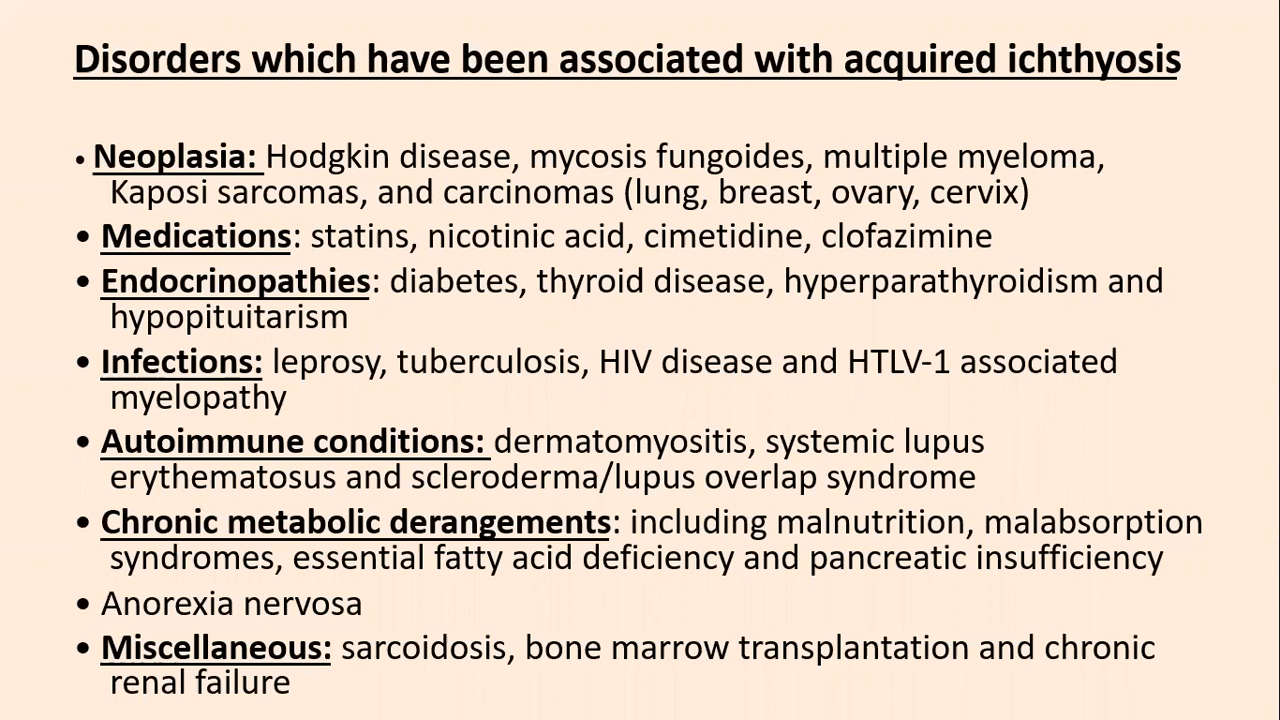 Disorders which have been associated with acquired ichthyosis
• Neoplasia: Hodgkin disease, mycosis fungoides, multiple myeloma,
Kaposi sarcomas, and carcinomas (lung, breast, ovary, cervix)
• Medications: statins, nicotinic acid, cimetidine, clofazimine
• Endocrinopathies: diabetes, thyroid disease, hyperparathyroidism and
hypopituitarism
• Infections: leprosy, tuberculosis, HIV disease and HTLV-1 associated
myelopathy
• Autoimmune conditions: dermatomyositis, systemic lupus
erythematosus and scleroderma/lupus overlap syndrome
• Chronic metabolic derangements: including malnutrition, malabsorption
syndromes, essential fatty acid deficiency and pancreatic insufficiency
• Anorexia nervosa
• Miscellaneous: sarcoidosis, bone marrow transplantation and chronic
renal failure